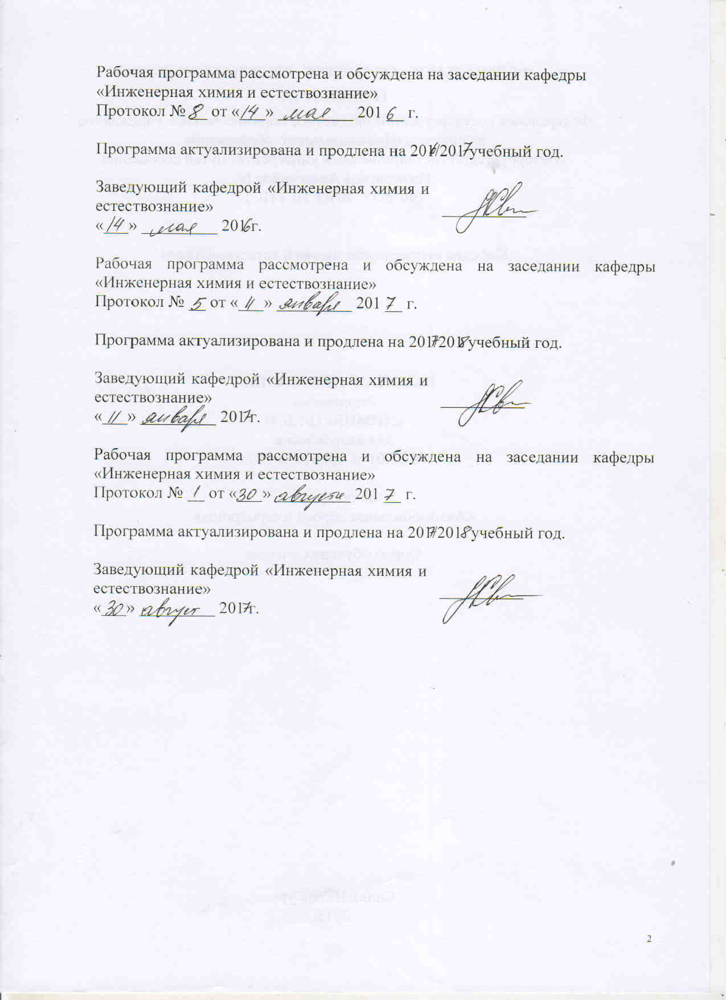 Рабочая программа рассмотрена и обсуждена на заседании кафедры
«Инженерная химия и естествознание»
Протокол № 8 от «14» мая 2016 г.
Программа актуализирована и продлена на 2016/2017 учебный год.
Заведующий кафедрой «Инженерная химия и
естествознание»
«14» мая 2016 г.
Рабочая программа рассмотрена и обсуждена на заседании кафедры
«Инженерная химия и естествознание»
Протокол № 5 от «11» января 2017 г.
Программа актуализирована и продлена на 2017/2018 учебный год.
Заведующий кафедрой «Инженерная химия и
естествознание»
«11» января 2017 г.
Рабочая программа рассмотрена и обсуждена на заседании кафедры
«Инженерная химия и естествознание»
Протокол № 1 от «30» августа 2017 г.
Программа актуализирована и продлена на 2017/2018 учебный год.
Заведующий кафедрой «Инженерная химия и
естествознание»
«30» август 2017 г.
2